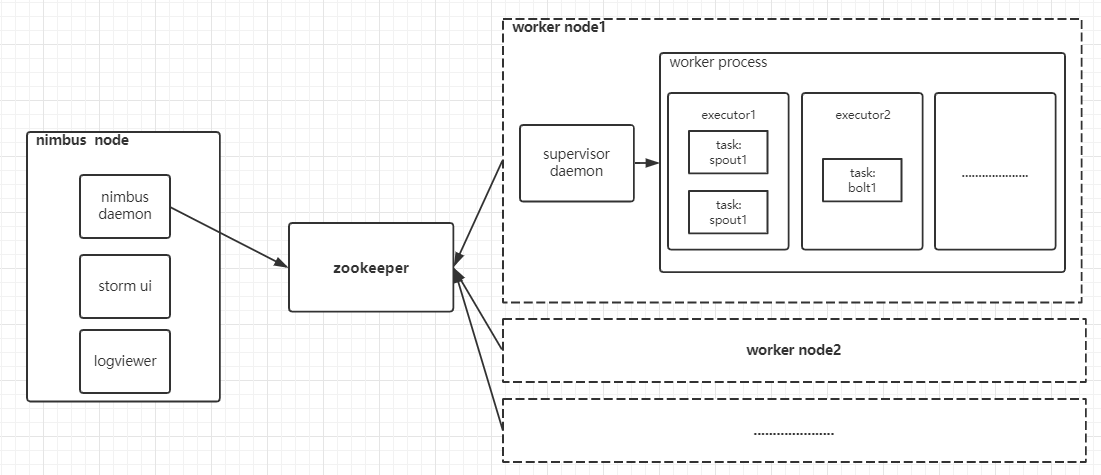 nimbus node
nimbus
daemon
storm ui
logviewer
zookeeper
worker node1
supervisor
daemon
worker process
executor1
task:
spout1
task:
spout1
executor2
task:
bolt1
....................
worker node2
.....................